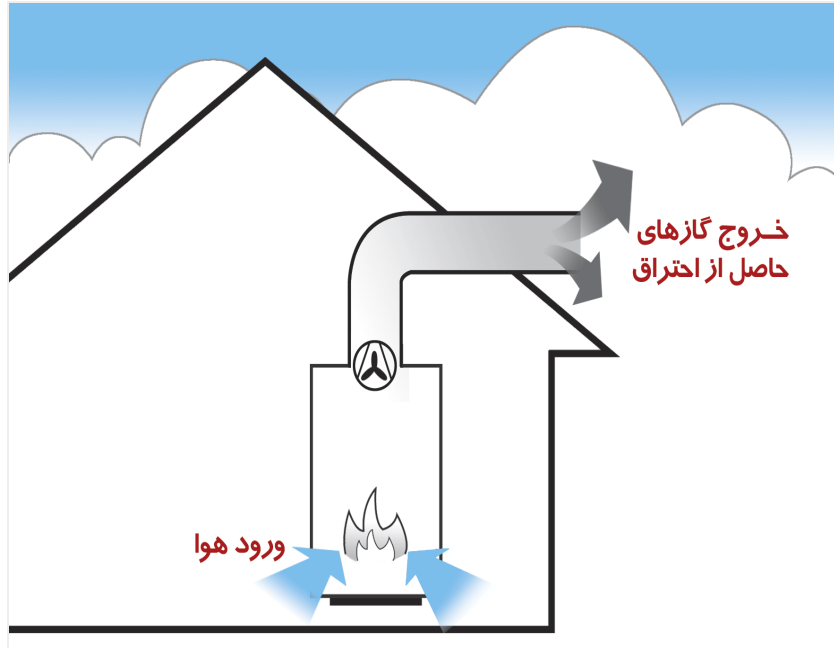 خـروج گازهای
حاصل از احتراق
ورود هوا